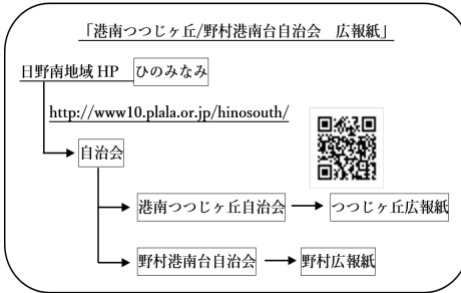 「港南つつじヶ丘/野村港南台自治会 広報紙」
日野南地域HP ひのみなみ
http://www10.plala.or.jp/hinosouth/
自治会
港南つつじヶ丘自治会 つつじヶ丘広報紙
野村港南台自治会 野村広報紙